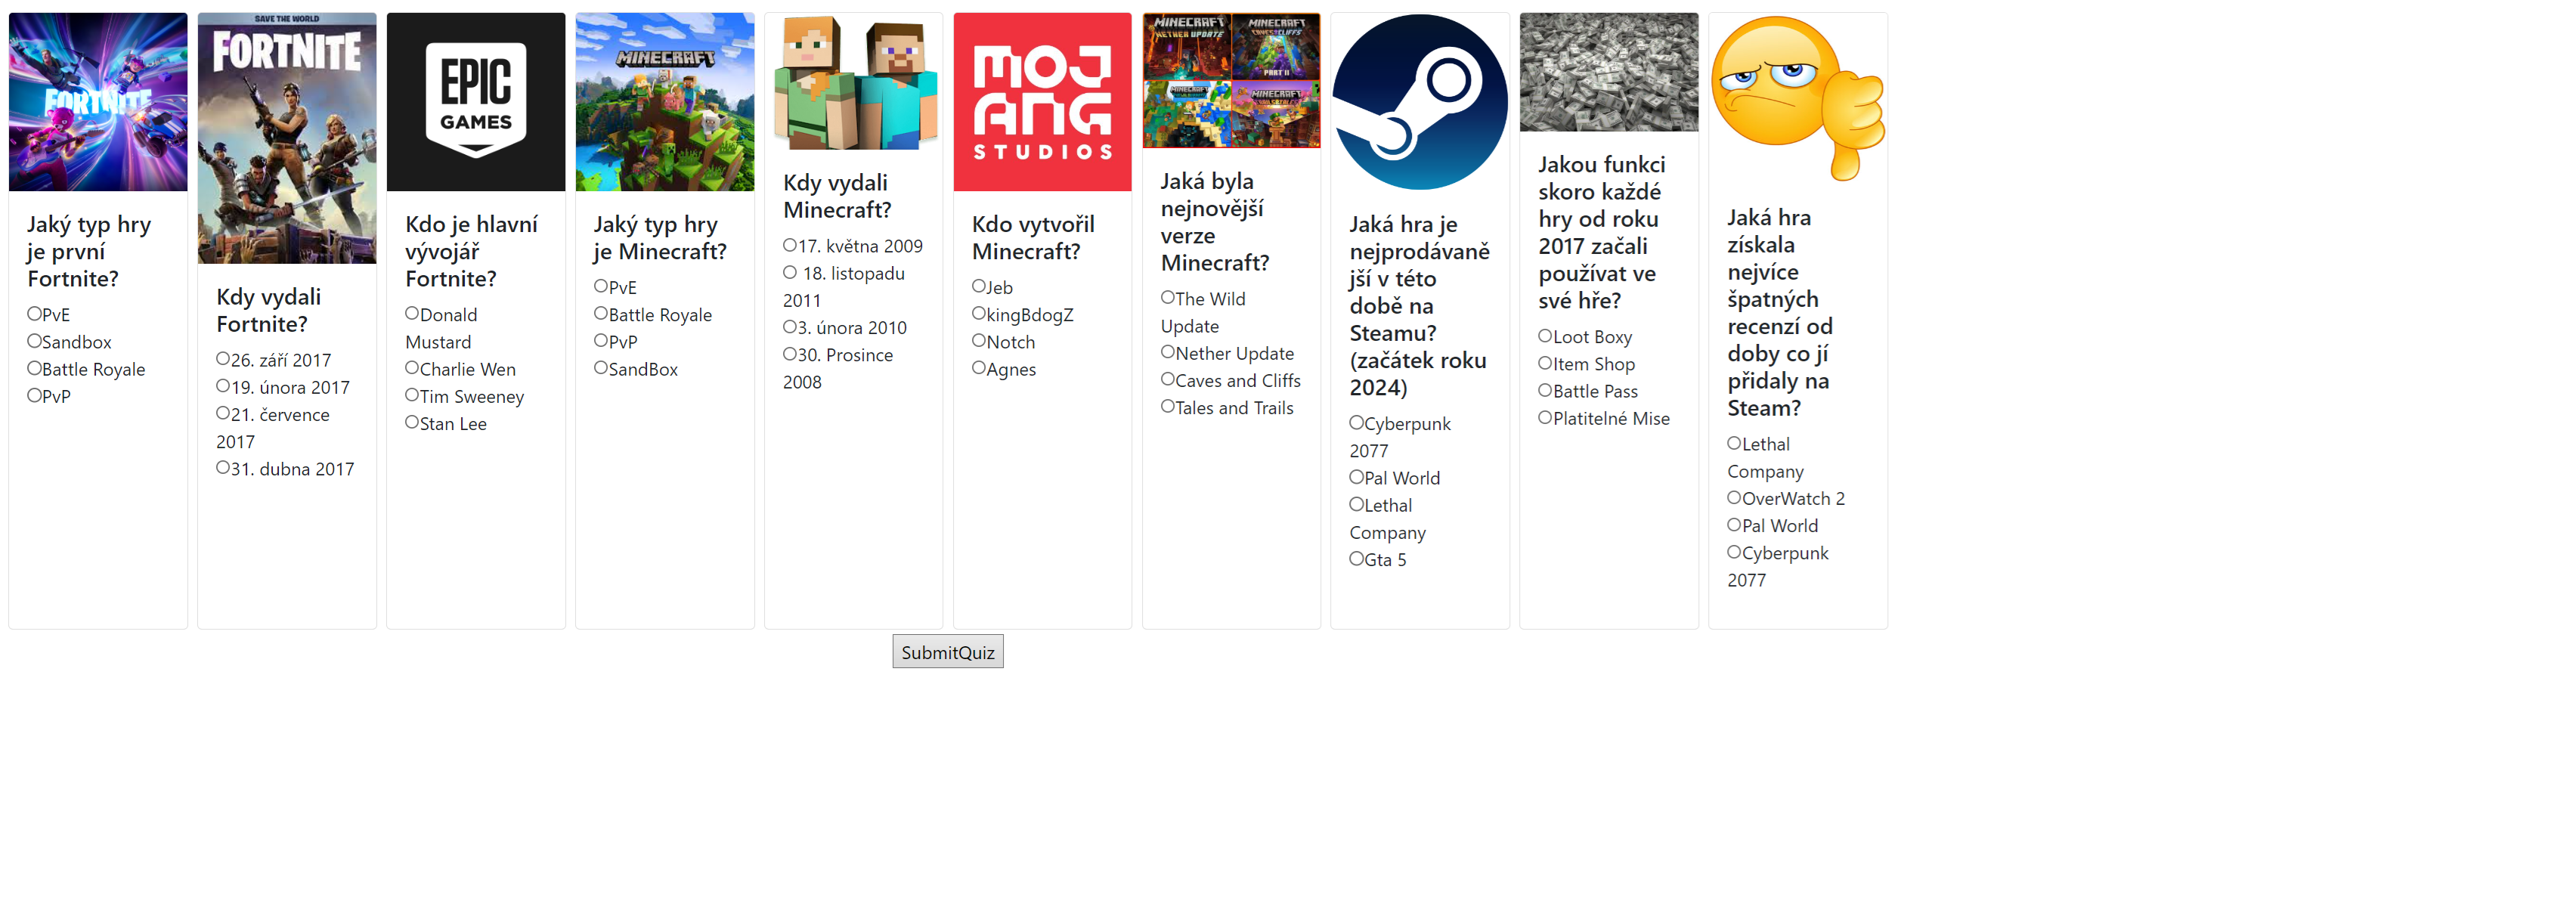 FORTNITE
Jaký typ hry
je první
Fortnite?
PvE
Sandbox
Battle Royale
PvP
SAVE THE WORLD
FORTNITE
Kdy vydali
Fortnite?
26. září 2017
19. února 2017
21. července
2017
31. dubna 2017
EPIC
GAMES
Kdo je hlavní
vývojář
Fortnite?
Donald
Mustard
Charlie Wen
Tim Sweeney
Stan Lee
MINECRAFT
Jaký typ hry
je Minecraft?
PvE
Battle Royale
PvP
SandBox
Kdy vydali
Minecraft?
17. května 2009
18. listopadu
2011
3. února 2010
30. Prosince
2008
MOJ
ANG
STUDIOS
Kdo vytvořil
Minecraft?
Jeb
kingBdogZ
Notch
Agnes
MINECRAFT
NETHER UPDATE
MINECRAFT
CAVES & CLIFFS
PART II
MINECRAFT
MINECRAFT
Jaká byla
nejnovější
verze
Minecraft?
The Wild
Update
Nether Update
Caves and Cliffs
Tales and Trails
Jaká hra je
nejprodávaně
jší v této
době na
Steamu?
(začátek roku
2024)
Cyberpunk
2077
Pal World
Lethal
Company
Gta 5
Jakou funkci
skoro každé
hry od roku
2017 začali
používat ve
své hře?
Loot Boxy
Item Shop
Battle Pass
Platitelné Mise
Jaká hra
získala
nejvíce
špatných
recenzí od
doby co jí
přidaly na
Steam?
Lethal
Company
OverWatch 2
Pal World
Cyberpunk
2077
SubmitQuiz